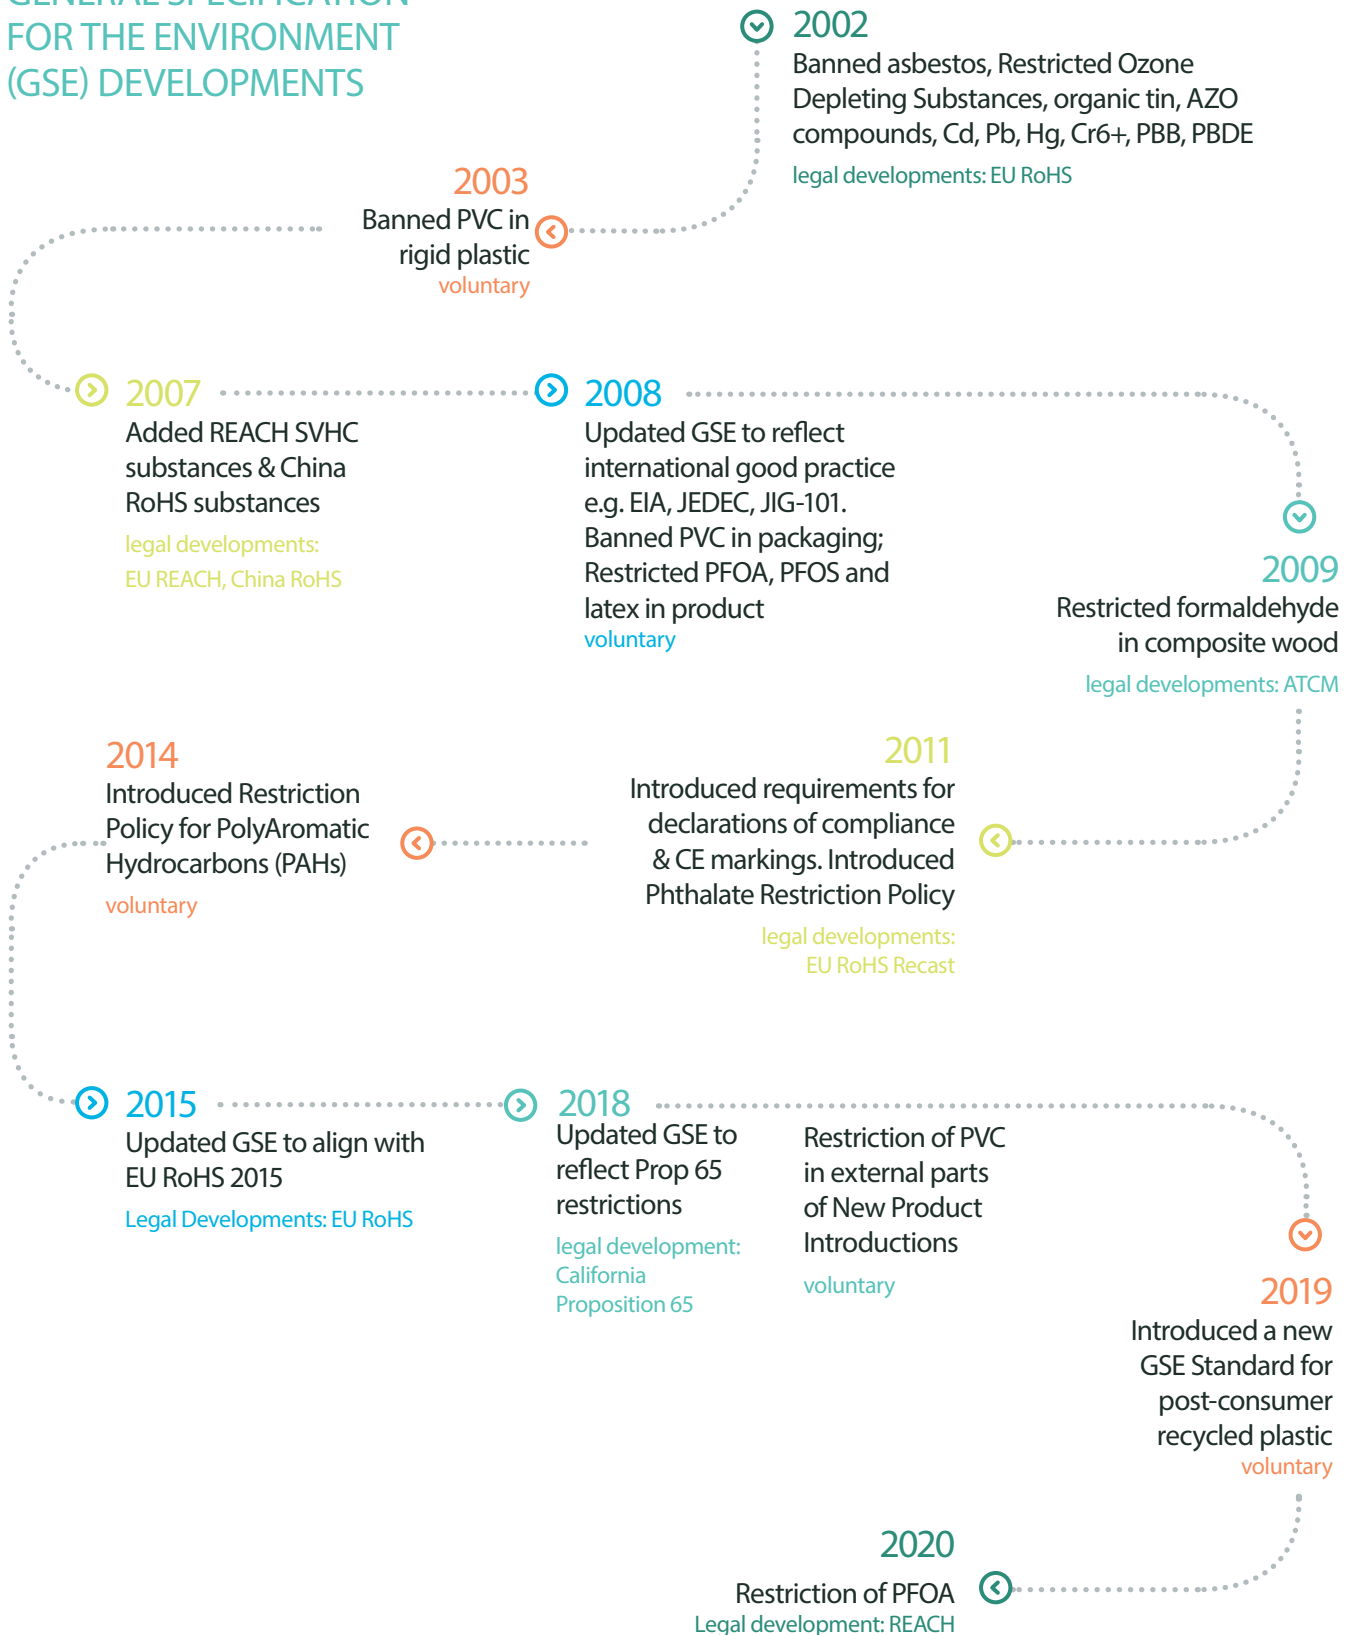 GENERAL SPECIFICATION
FOR THE ENVIRONMENT
(GSE) DEVELOPMENTS
2002
Banned asbestos, Restricted Ozone
Depleting Substances, organic tin, AZO
compounds, Cd, Pb, Hg, Cr6+, PBB, PBDE
legal developments: EU RoHS
2003
Banned PVC in
rigid plastic
voluntary
2007
Added REACH SVHC
substances & China
RoHS substances
legal developments:
EU REACH, China RoHS
2008
Updated GSE to reflect
international good practice
e.g. EIA, JEDEC, JIG-101.
Banned PVC in packaging;
Restricted PFOA, PFOS and
latex in product
voluntary
2009
Restricted formaldehyde
in composite wood
legal developments: ATCM
2011
Introduced requirements for
declarations of compliance
& CE markings. Introduced
Phthalate Restriction Policy
legal developments:
EU RoHS Recast
2014
Introduced Restriction
Policy for PolyAromatic
Hydrocarbons (PAHs)
voluntary
2015
Updated GSE to align with
EU RoHS 2015
Legal Developments: EU RoHS
2018
Updated GSE to
reflect Prop 65
restrictions
legal development:
California
Proposition 65
Restriction of PVC
in external parts
of New Product
Introductions
voluntary
2019
Introduced a new
GSE Standard for
post-consumer
recycled plastic
voluntary
2020
Restriction of PFOA
Legal development: REACH